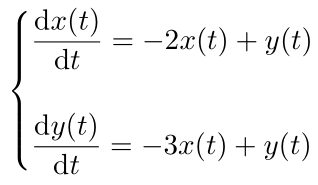 dx(t)/dt = −2x(t) + y(t)
dy(t)/dt = −3x(t) + y(t)